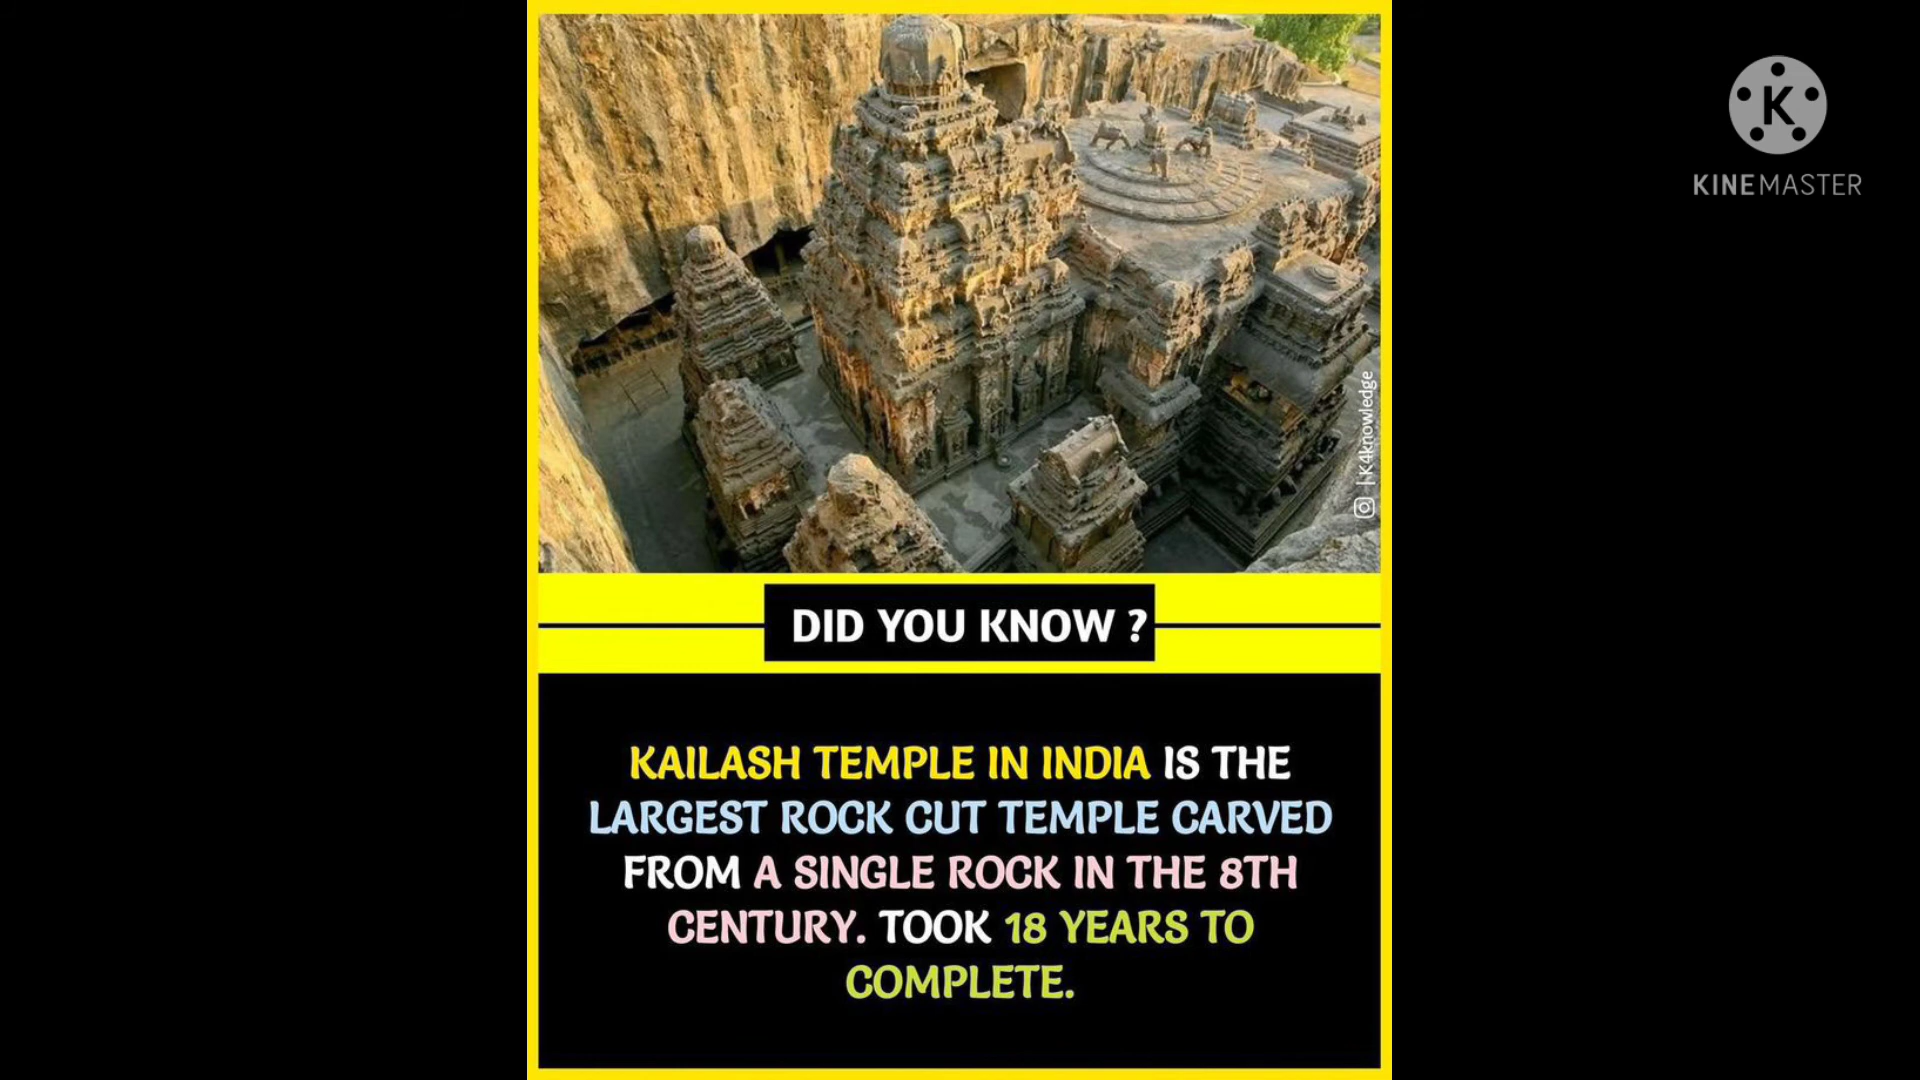 K
KINEMASTER
| K4knowledge
DID YOU KNOW ?
KAILASH TEMPLE IN INDIA IS THE
LARGEST ROCK CUT TEMPLE CARVED
FROM A SINGLE ROCK IN THE 8TH
CENTURY. TOOK 18 YEARS TO
COMPLETE.